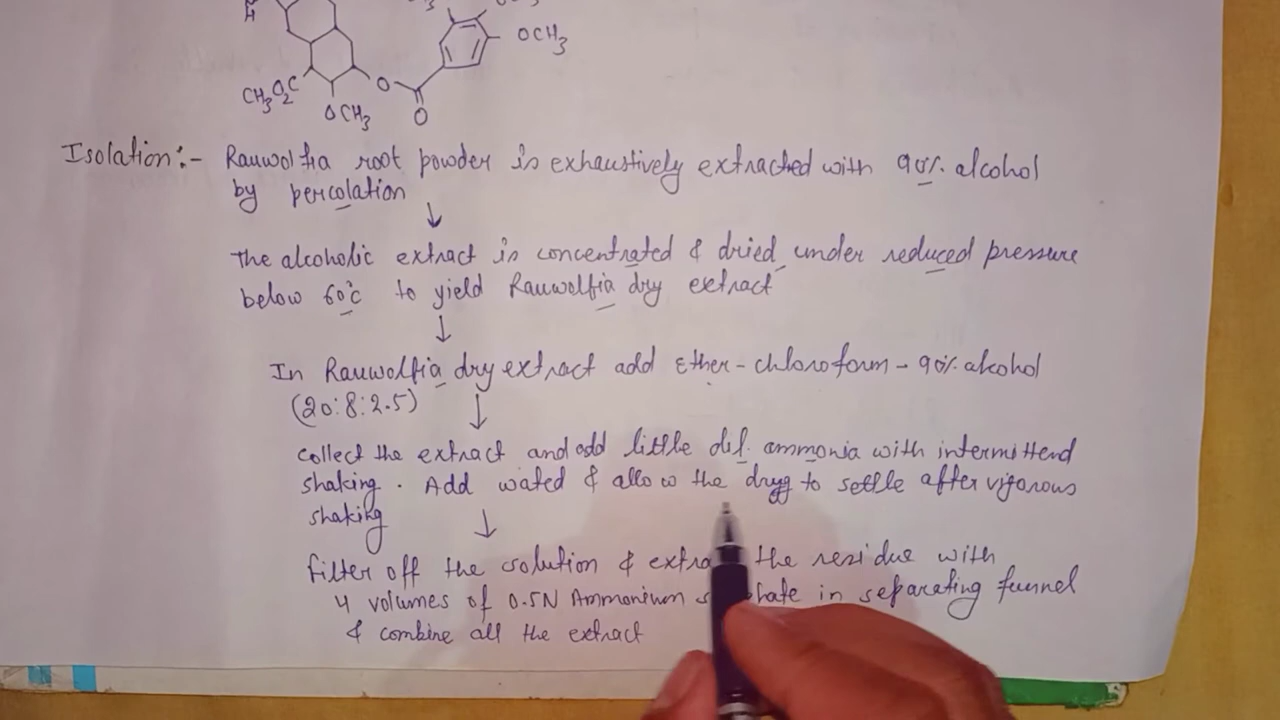 H
OCH3
CH3O2C
O
OCH3
O
Isolation:- Rauwolfia root powder is exhaustively extracted with 90% alcohol
by percolation
↓
The alcoholic extract is concentrated & dried under reduced pressure
below 60°c to yield Rauwolfia dry extract
↓
In Rauwolfia dry extract add Ether-chloroform-90% alcohol
(20:8:2.5)
↓
collect the extract and add little dil. ammonia with intermittend
shaking. Add wated & allow the drug to settle after vigorous
shaking
↓
filter off the solution & the residue with
4 volumes of 0.5N Ammonium in separating funnel
& combine all the extract